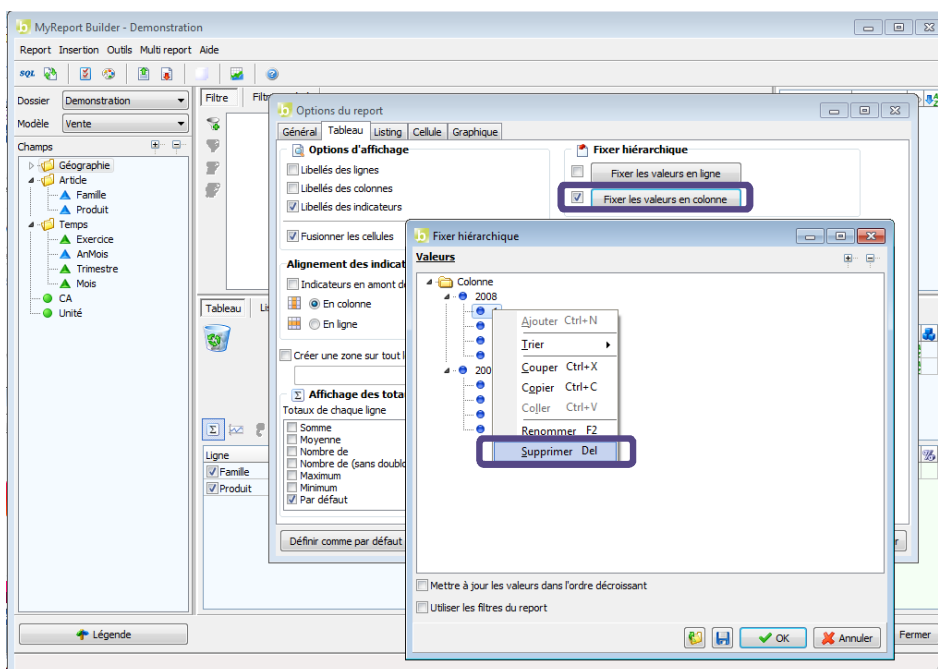 MyReport Builder - Demonstration
Report Insertion Outils Multi report Aide
SQL
Dossier Demonstration
Modèle Vente
Champs
Géographie
Article
Famille
Produit
Temps
Exercice
AnMois
Trimestre
Mois
CA
Unité
Légende
Filtre
Tableau
Ligne
Famille
Produit
Options du report
Général Tableau Listing Cellule Graphique
Options d'affichage
Libellés des lignes
Libellés des colonnes
Libellés des indicateurs
Fusionner les cellules
Fixer hiérarchique
Fixer les valeurs en ligne
Fixer les valeurs en colonne
Alignement des indicat
Indicateurs en amont d
En colonne
En ligne
Créer une zone sur tout l
Affichage des tota
Totaux de chaque ligne
Somme
Moyenne
Nombre de
Nombre de (sans doubl
Maximum
Minimum
Par défaut
Définir comme par défaut
Fixer hiérarchique
Valeurs
Colonne
2008
200
Ajouter Ctrl+N
Trier
Couper Ctrl+X
Copier Ctrl+C
Coller Ctrl+V
Renommer F2
Supprimer Del
Mettre à jour les valeurs dans l'ordre décroissant
Utiliser les filtres du report
OK
Annuler
Fermer